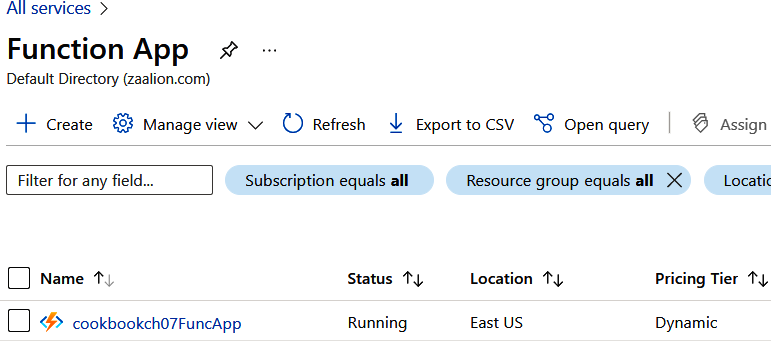 All services >
Function App ...
Default Directory (zaalion.com)
+ Create Manage view Refresh Export to CSV Open query Assign
Filter for any field... Subscription equals all Resource group equals all Locatio
Name ↑↓ Status ↑↓ Location ↑↓ Pricing Tier ↑↓
cookbookch07FuncApp Running East US Dynamic